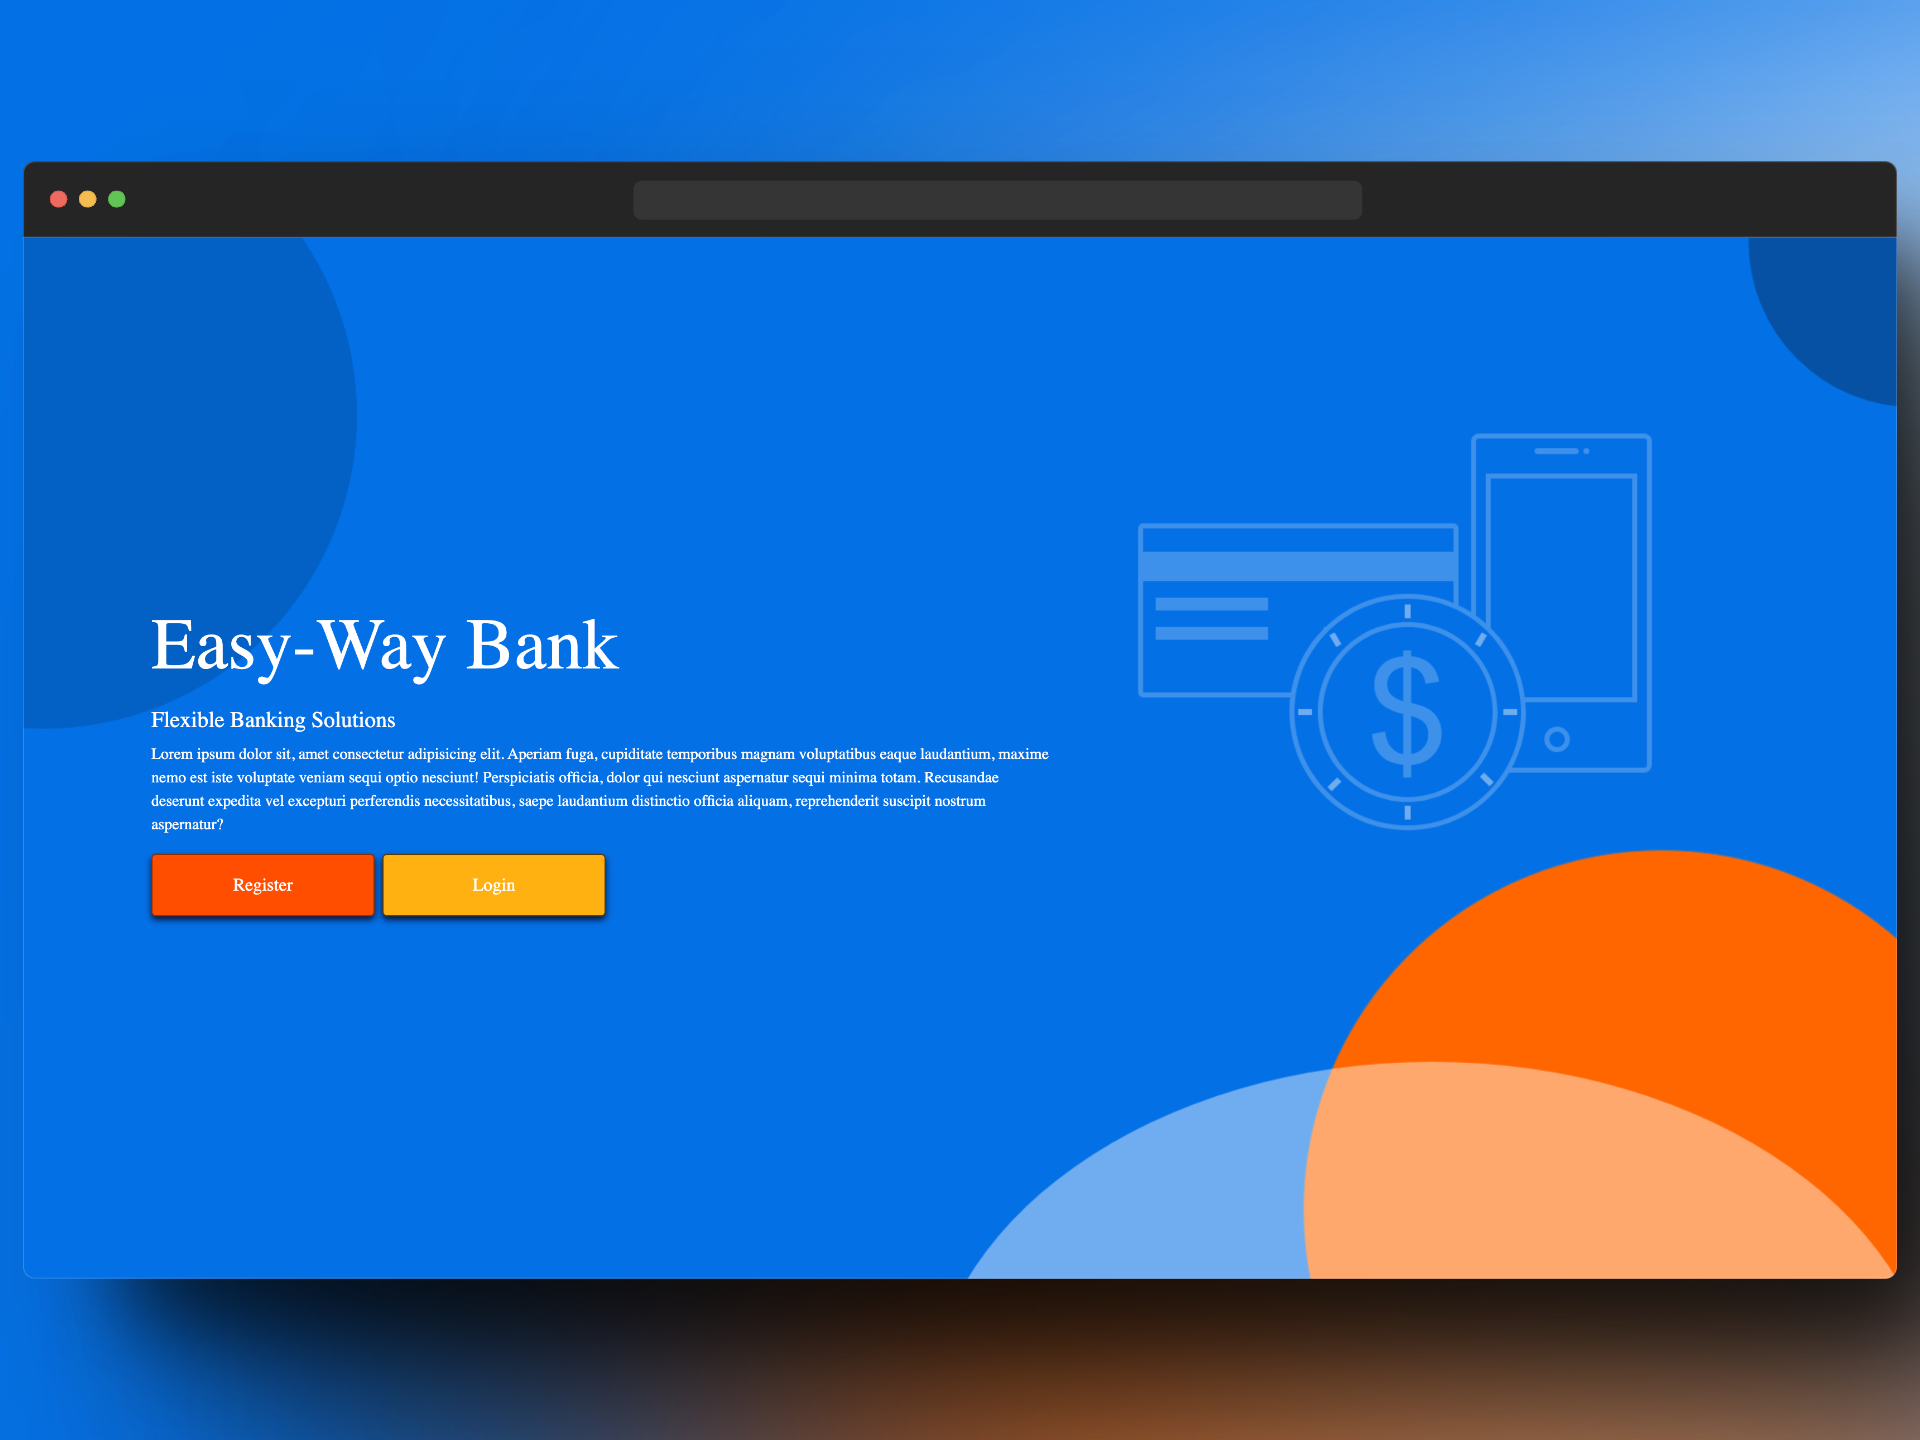 Easy-Way Bank
Flexible Banking Solutions
Lorem ipsum dolor sit, amet consectetur adipisicing elit. Aperiam fuga, cupiditate temporibus magnam voluptatibus eaque laudantium, maxime
nemo est iste voluptate veniam sequi optio nesciunt! Perspiciatis officia, dolor qui nesciunt aspernatur sequi minima totam. Recusandae
deserunt expedita vel excepturi perferendis necessitatibus, saepe laudantium distinctio officia aliquam, reprehenderit suscipit nostrum
aspernatur?
Register Login
$